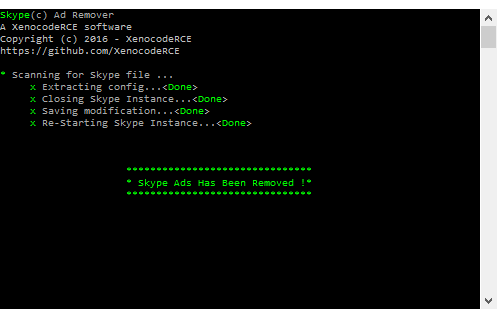 Skype(c) Ad Remover
A XenocodeRCE software
Copyright (c) 2016 - XenocodeRCE
https://github.com/XenocodeRCE
* Scanning for Skype file ...
x Extracting config...<Done>
x Closing Skype Instance...<Done>
x Saving modification...<Done>
x Re-Starting Skype Instance...<Done>
*******************************
* Skype Ads Has Been Removed !*
*******************************